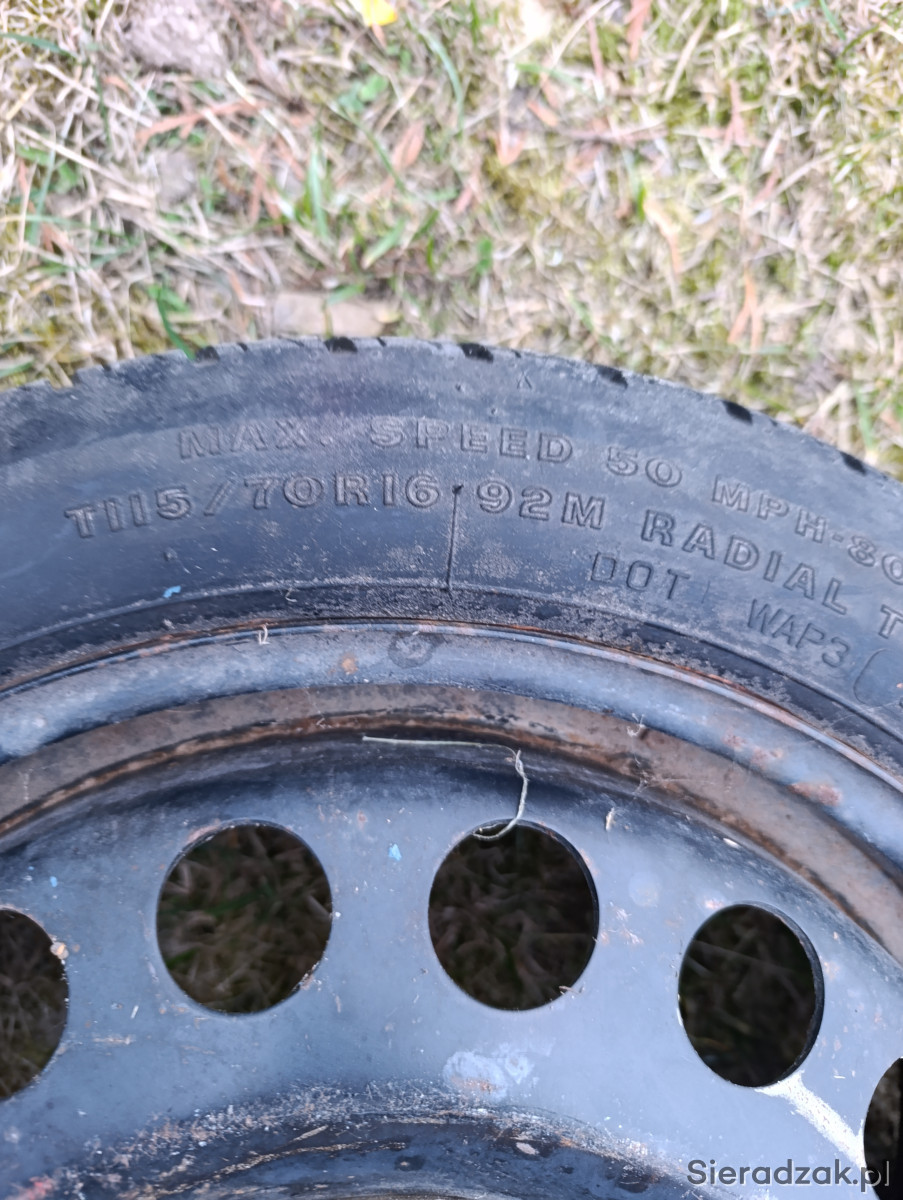 MAX. SPEED 50 MPH-80
T115/70R16 92M RADIAL T
DOT WAP3
Sieradzak.pl